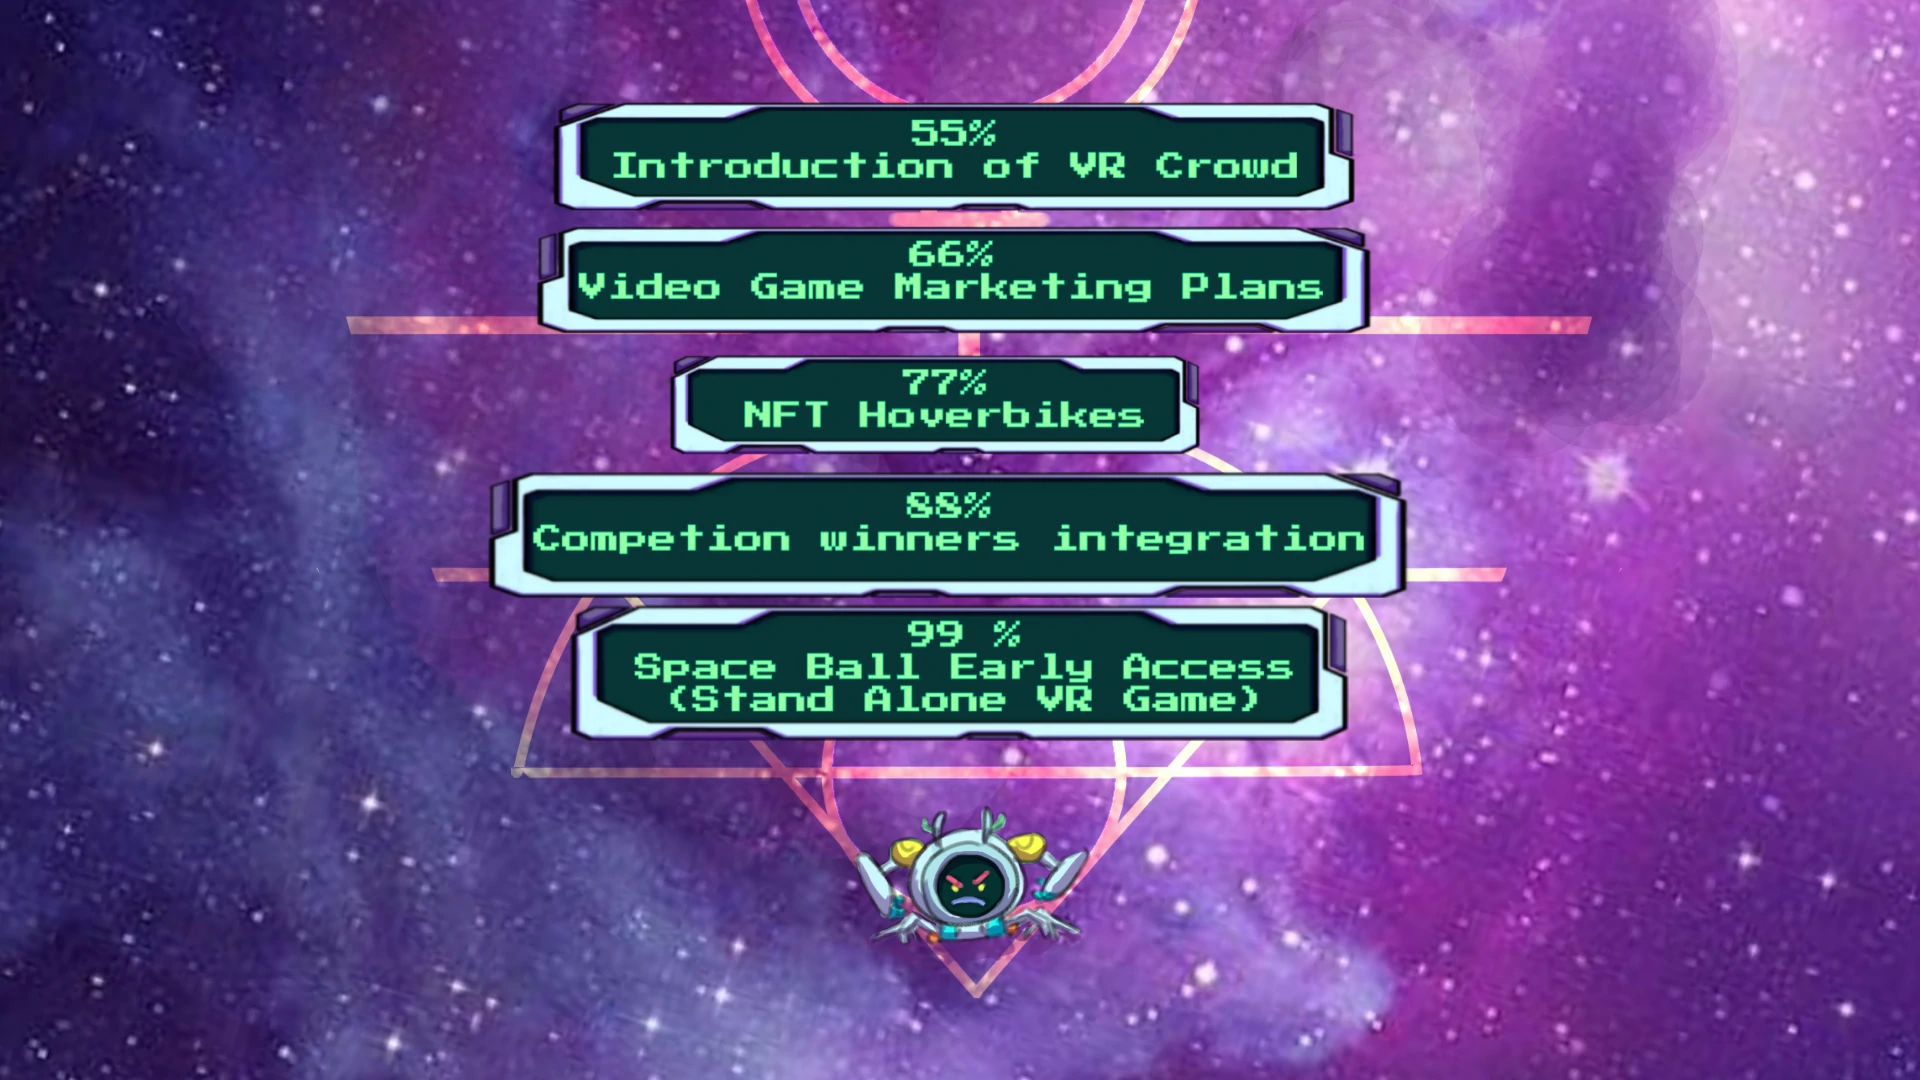 55%
Introduction of VR Crowd
66%
Video Game Marketing Plans
77%
NFT Hoverbikes
88%
Competion winners integration
99 %
Space Ball Early Access
(Stand Alone VR Game)